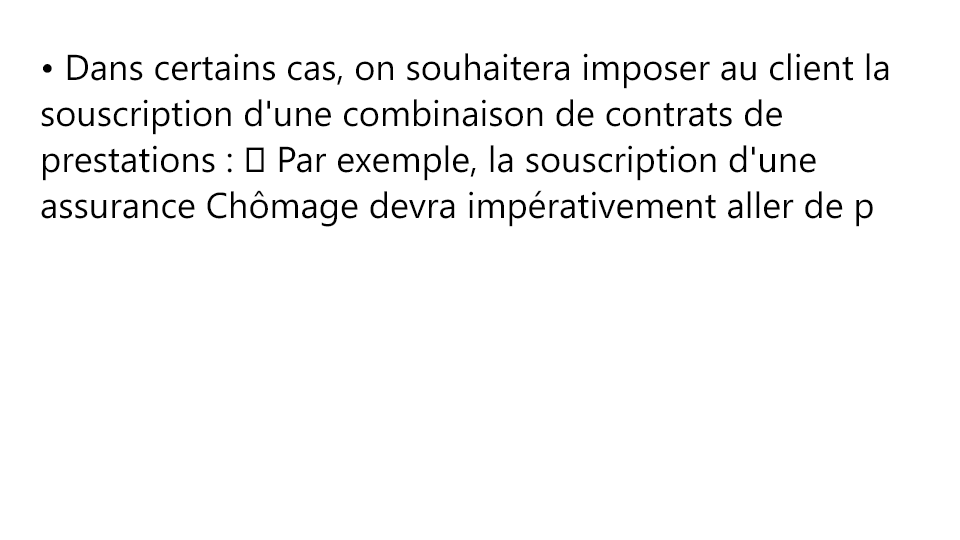 • Dans certains cas, on souhaitera imposer au client la
souscription d'une combinaison de contrats de
prestations :  Par exemple, la souscription d'une
assurance Chômage devra impérativement aller de p